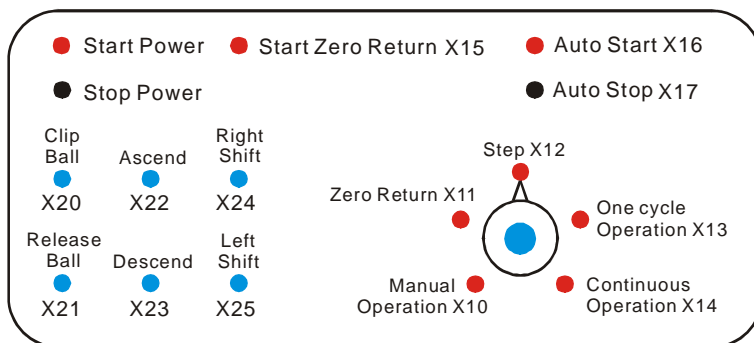 Start Power
Start Zero Return X15
Auto Start X16
Stop Power
Auto Stop X17
Clip
Ball
X20
Ascend
X22
Right
Shift
X24
Release
Ball
X21
Descend
X23
Left
Shift
X25
Step X12
Zero Return X11
One cycle
Operation X13
Manual
Operation X10
Continuous
Operation X14